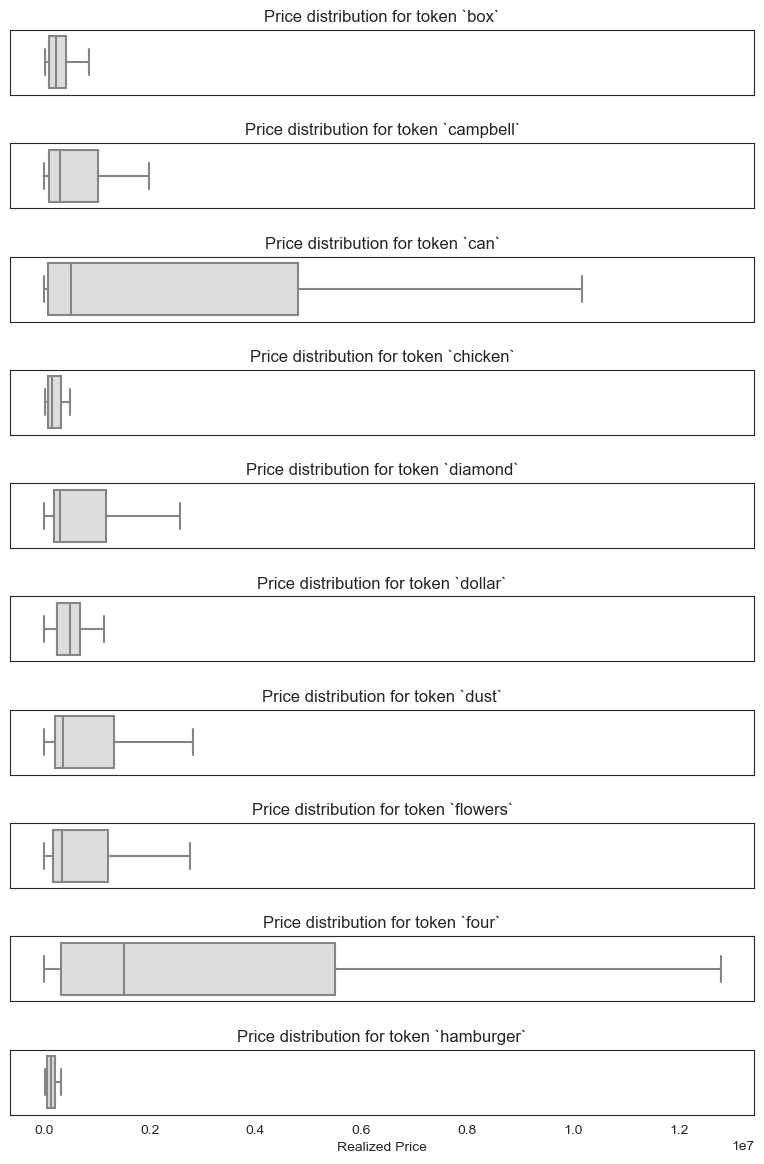 Price distribution for token `box`
Price distribution for token `campbell`
Price distribution for token `can`
Price distribution for token `chicken`
Price distribution for token `diamond`
Price distribution for token `dollar`
Price distribution for token `dust`
Price distribution for token `flowers`
Price distribution for token `four`
Price distribution for token `hamburger`
0.0 0.2 0.4 0.6 0.8 1.0 1.2
1e7
Realized Price